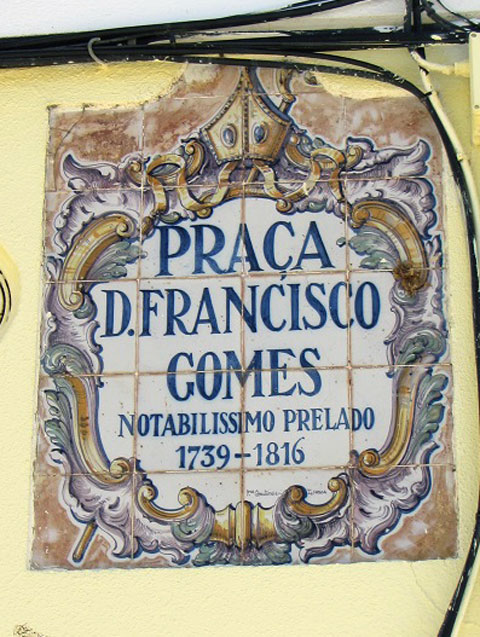 PRAÇA
D. FRANCISCO
GOMES
NOTABILISSIMO PRELADO
1739-1816